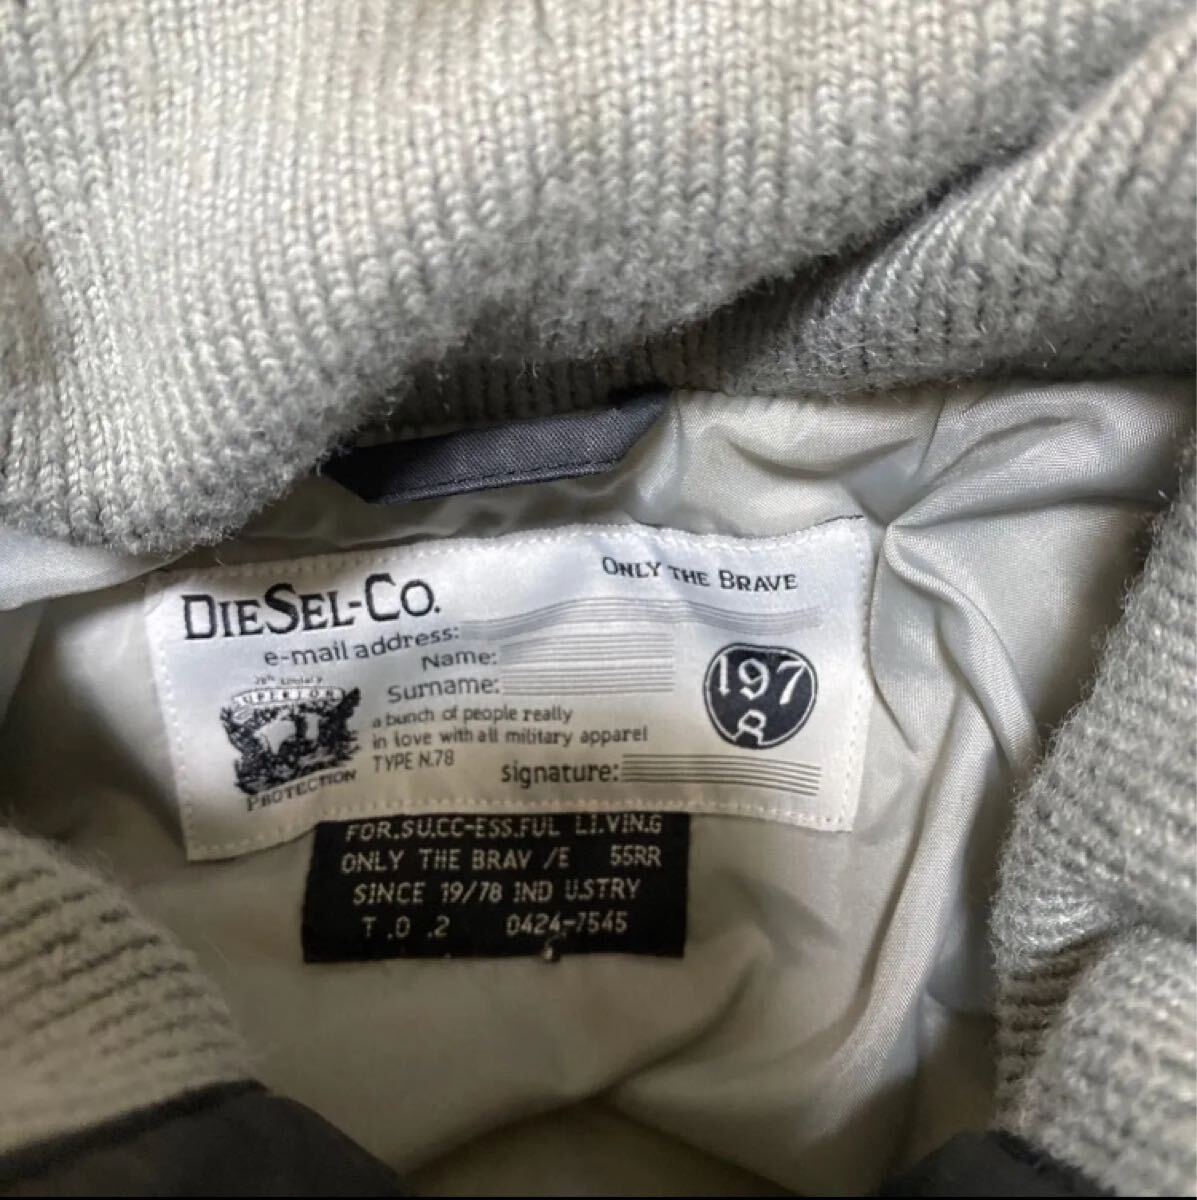 DIESEL-CO.
ONLY THE BRAVE
e-mail address:
Name:
Surname:
SUPERIOR
PROTECTION
a bunch of people really
in love with all military apparel
TYPE N.78
signature:
197
8
FOR.SU.CC-ESS.FUL LI.VIN.G
ONLY THE BRAV /E 55RR
SINCE 19/78 IND U.STRY
T .O .2 0424-7545